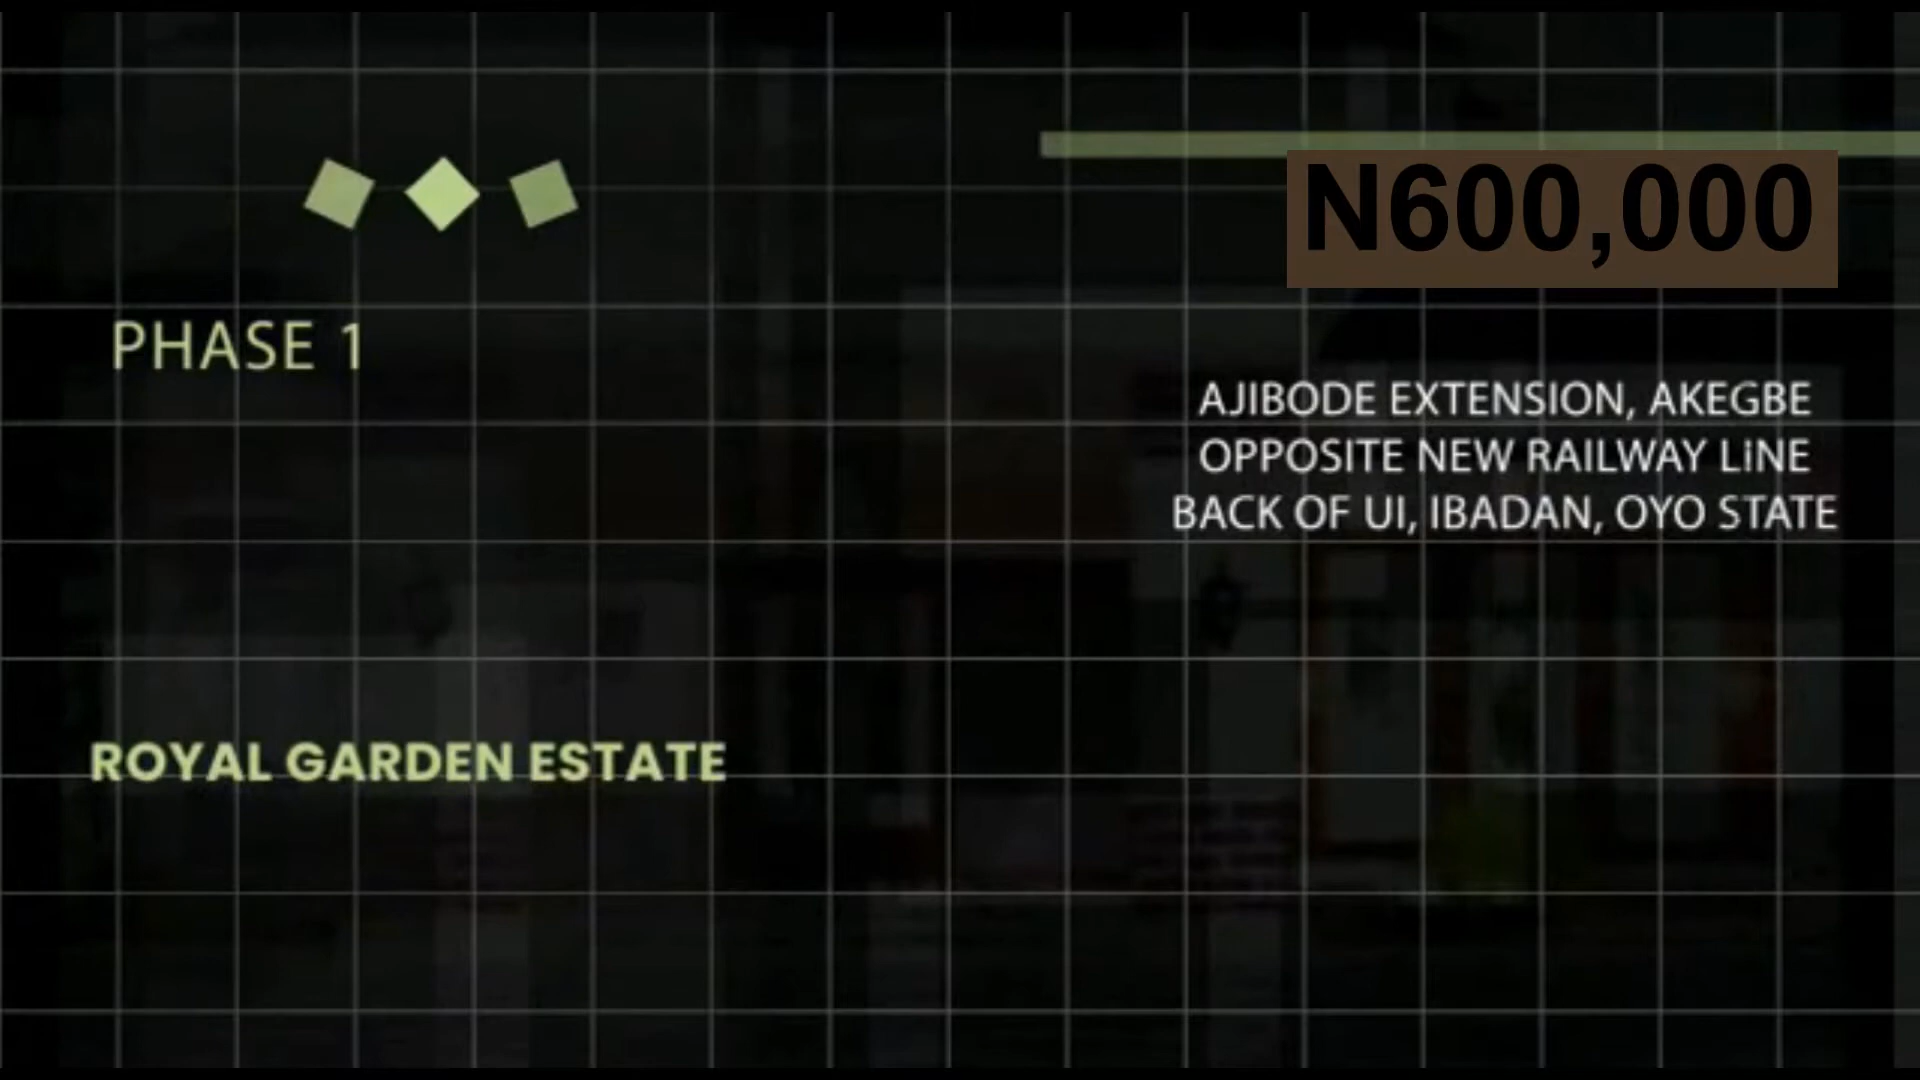 N600,000
PHASE 1
AJIBODE EXTENSION, AKEGBE
OPPOSITE NEW RAILWAY LINE
BACK OF UI, IBADAN, OYO STATE
ROYAL GARDEN ESTATE